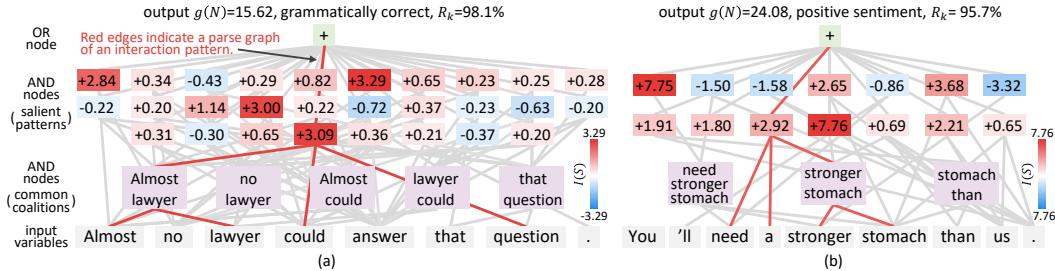 output g(N)=15.62, grammatically correct, R_k=98.1%
OR
node
Red edges indicate a parse graph
of an interaction pattern.
+
AND
nodes
(salient patterns)
+2.84 +0.34 -0.43 +0.29 +0.82 +3.29 +0.65 +0.23 +0.25 +0.28
-0.22 +0.20 +1.14 +3.00 +0.22 -0.72 +0.37 -0.23 -0.63 -0.20
+0.31 -0.30 +0.65 +3.09 +0.36 +0.21 -0.37 +0.20
3.29
I(S)
-3.29
AND
nodes
(common coalitions)
Almost
lawyer
no
lawyer
Almost
could
lawyer
could
that
question
input
variables
Almost no lawyer could answer that question .
(a)
output g(N)=24.08, positive sentiment, R_k= 95.7%
+
+7.75 -1.50 -1.58 +2.65 -0.86 +3.68 -3.32
+1.91 +1.80 +2.92 +7.76 +0.69 +2.21 +0.65
7.76
I(S)
7.76
need
stronger
stomach
stronger
stomach
stomach
than
You 'll need a stronger stomach than us .
(b)